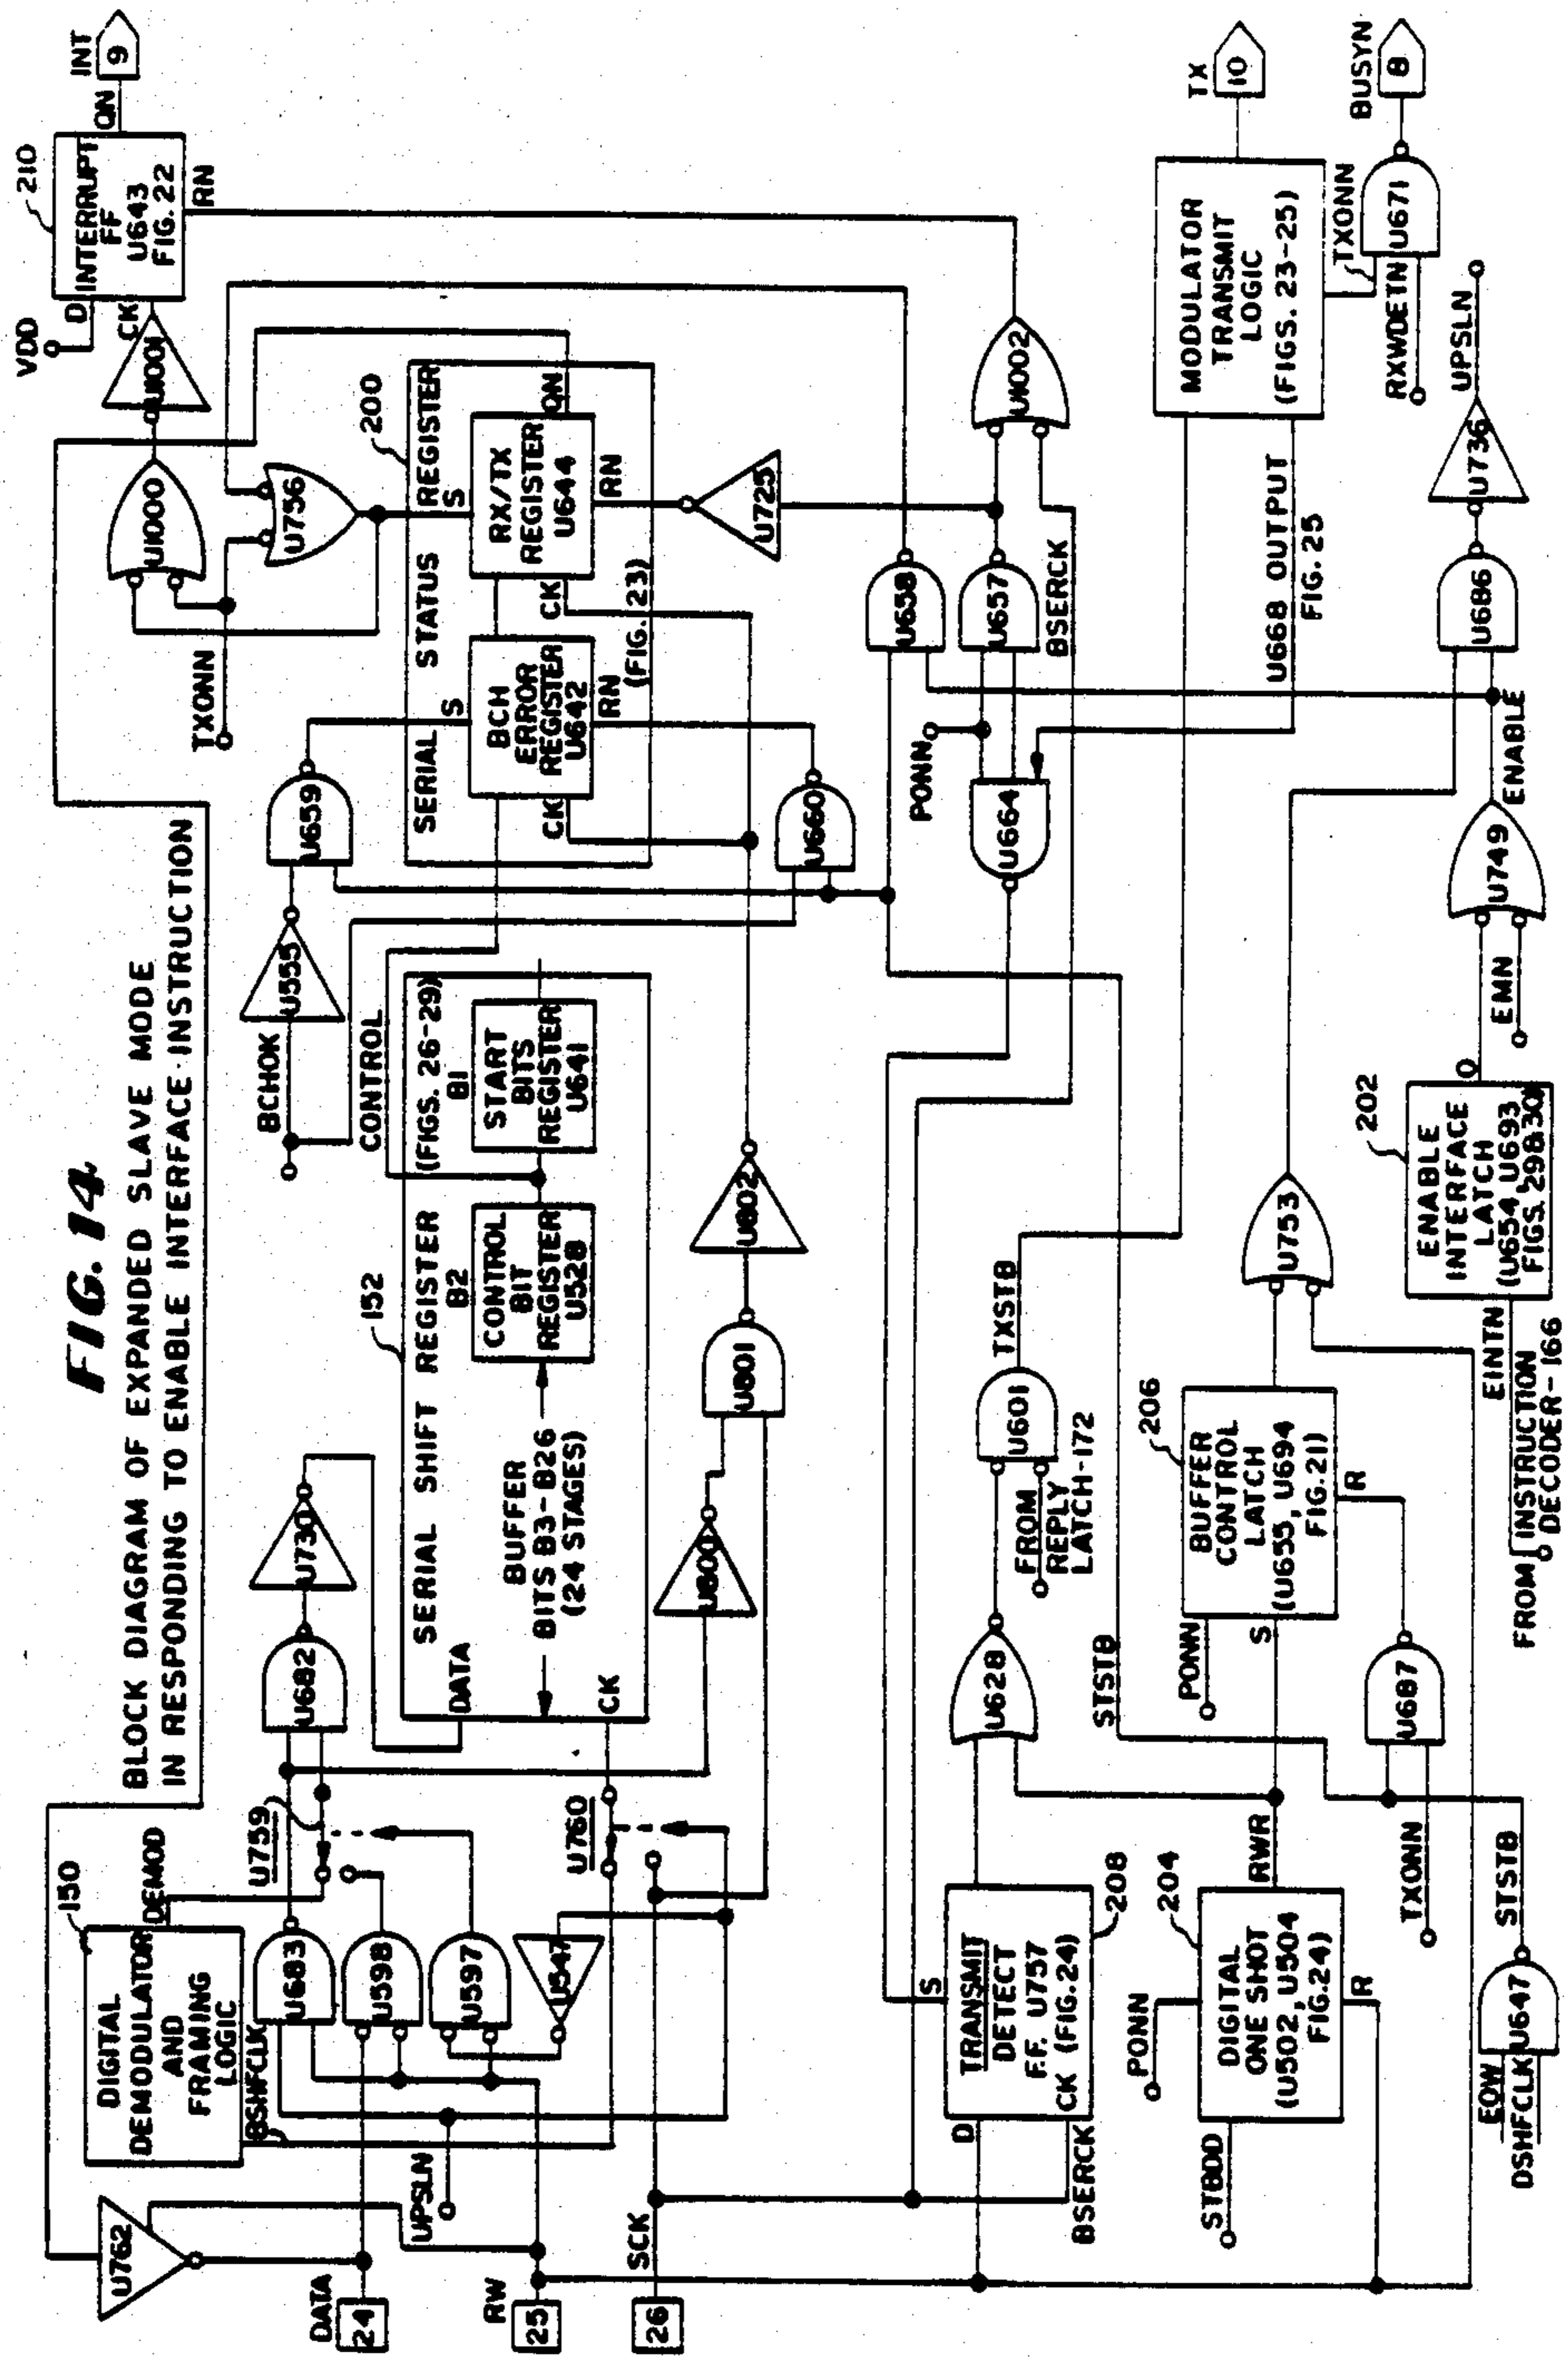 FIG. 14
BLOCK DIAGRAM OF EXPANDED SLAVE MODE
IN RESPONDING TO ENABLE INTERFACE INSTRUCTION
150
DIGITAL
DEMODULATOR
AND
FRAMING
LOGIC
DEMOD
BSHFCLK
U762
U683
U598
U597
U547
UPSLN
DATA
24
RW
25
SCK
26
U759
U760
U682
U730
152
SERIAL SHIFT REGISTER
(FIGS. 26-29)
DATA
CK
BUFFER
BITS B3-B26
(24 STAGES)
B2
CONTROL
BIT
REGISTER
U528
B1
START
BITS
REGISTER
U641
U800
U801
U802
BCHOK
CONTROL
U555
U659
U660
200
SERIAL STATUS REGISTER
S
BCH
ERROR
REGISTER
U642
CK
RN
S
RX/TX
REGISTER
U644
CK
RN
QN
(FIG. 23)
TXONN
U1000
U756
U1001
VDD
210
D
INTERRUPT
FF
U643
FIG. 22
CK
QN
RN
INT
9
U725
U658
U657
U664
PONN
BSERCK
U1002
TRANSMIT
DETECT
F.F. U757
CK (FIG. 24)
D
S
BSERCK
208
204
DIGITAL
ONE SHOT
(U502, U504
FIG. 24)
PONN
STBDD
RWR
R
U628
U601
FROM
REPLY
LATCH-172
TXSTB
STSTB
206
BUFFER
CONTROL
LATCH
(U655, U694
FIG. 21)
PONN
S
R
U687
TXONN
STSTB
EOW
DSHFCLK
U647
U753
202
ENABLE
INTERFACE
LATCH
(U654 U693
FIGS. 29&30)
Q
EINTN
FROM INSTRUCTION
DECODER-166
EMN
U749
ENABLE
U686
U736
UPSLN
MODULATOR
TRANSMIT
LOGIC
(FIGS. 23-25)
U668 OUTPUT
FIG. 25
TX
10
TXONN
RXWDETN
U671
BUSYN
8